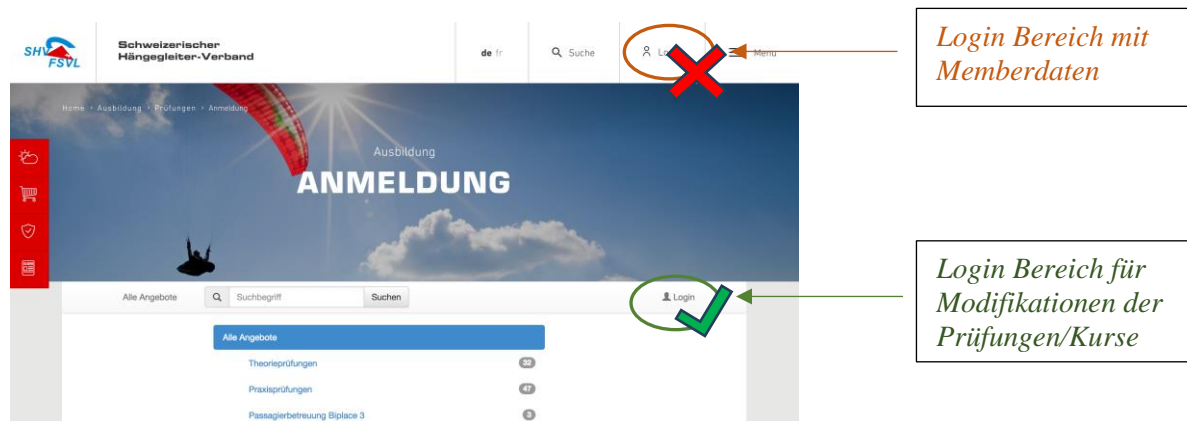 SHV
FSVL
Schweizerischer
Hängegleiter-Verband
de fr
Suche
Menu
Login Bereich mit
Memberdaten
Home › Ausbildung › Prüfungen › Anmeldung
Ausbildung
ANMELDUNG
Alle Angebote
Suchbegriff
Suchen
Login
Login Bereich für
Modifikationen der
Prüfungen/Kurse
Alle Angebote
Theorieprüfungen 32
Praxisprüfungen 47
Passagierbetreuung Biplace 3 3